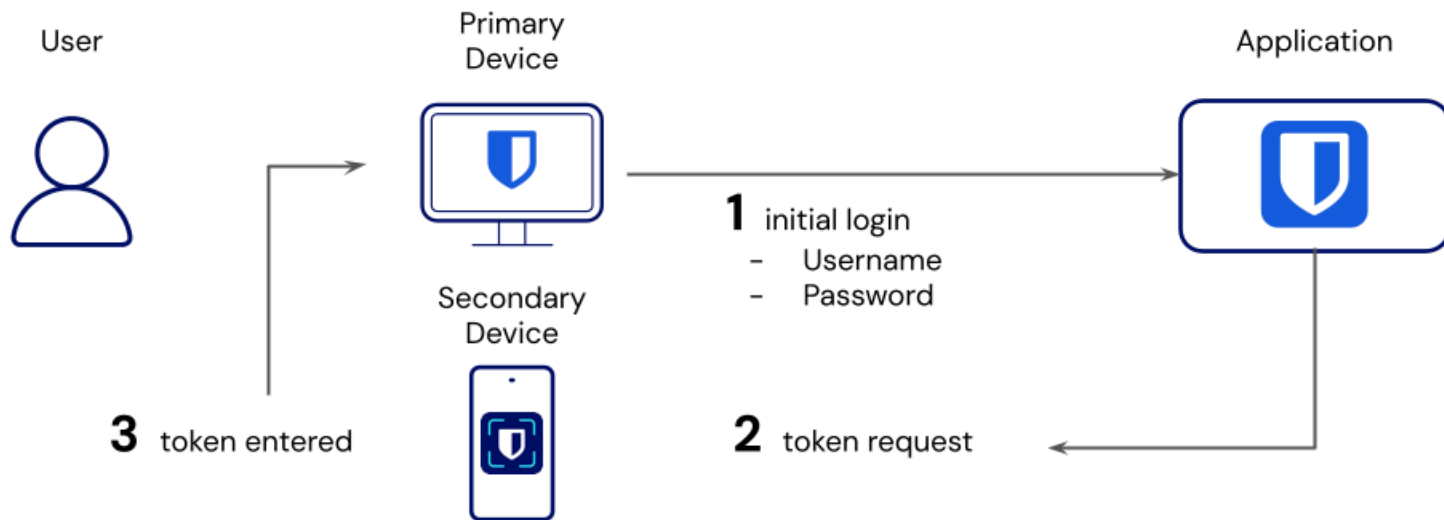 User
Primary
Device
Application
1 initial login
- Username
- Password
Secondary
Device
3 token entered
2 token request